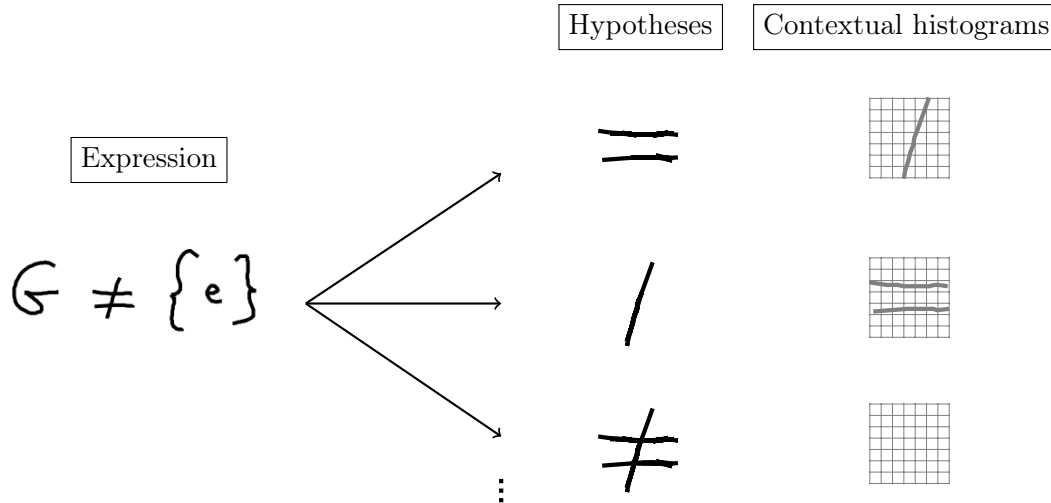 Hypotheses Contextual histograms
Expression
G ≠ {e}
=
/
≠
⋮